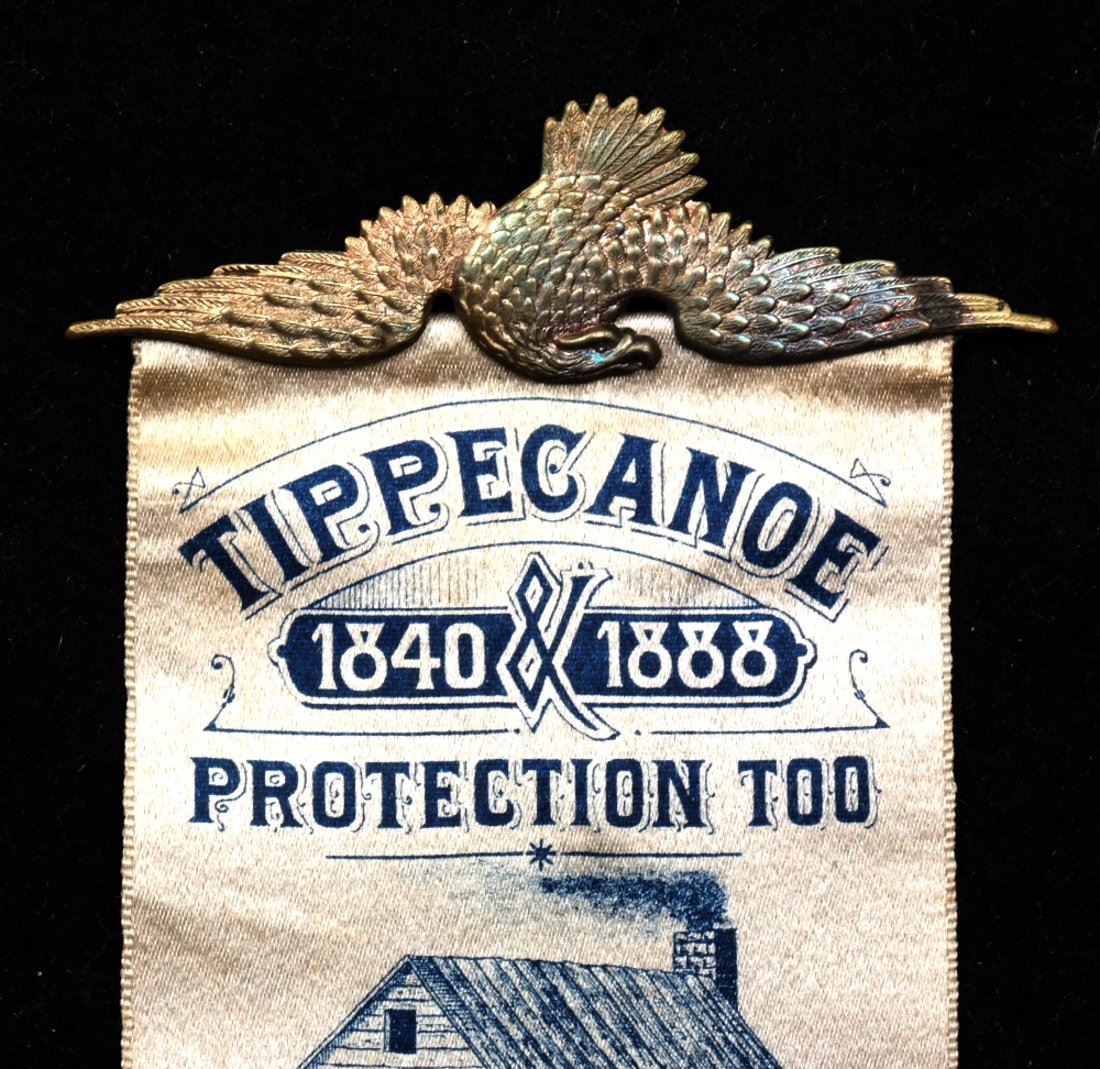 TIPPECANOE
1840 & 1888
PROTECTION TOO